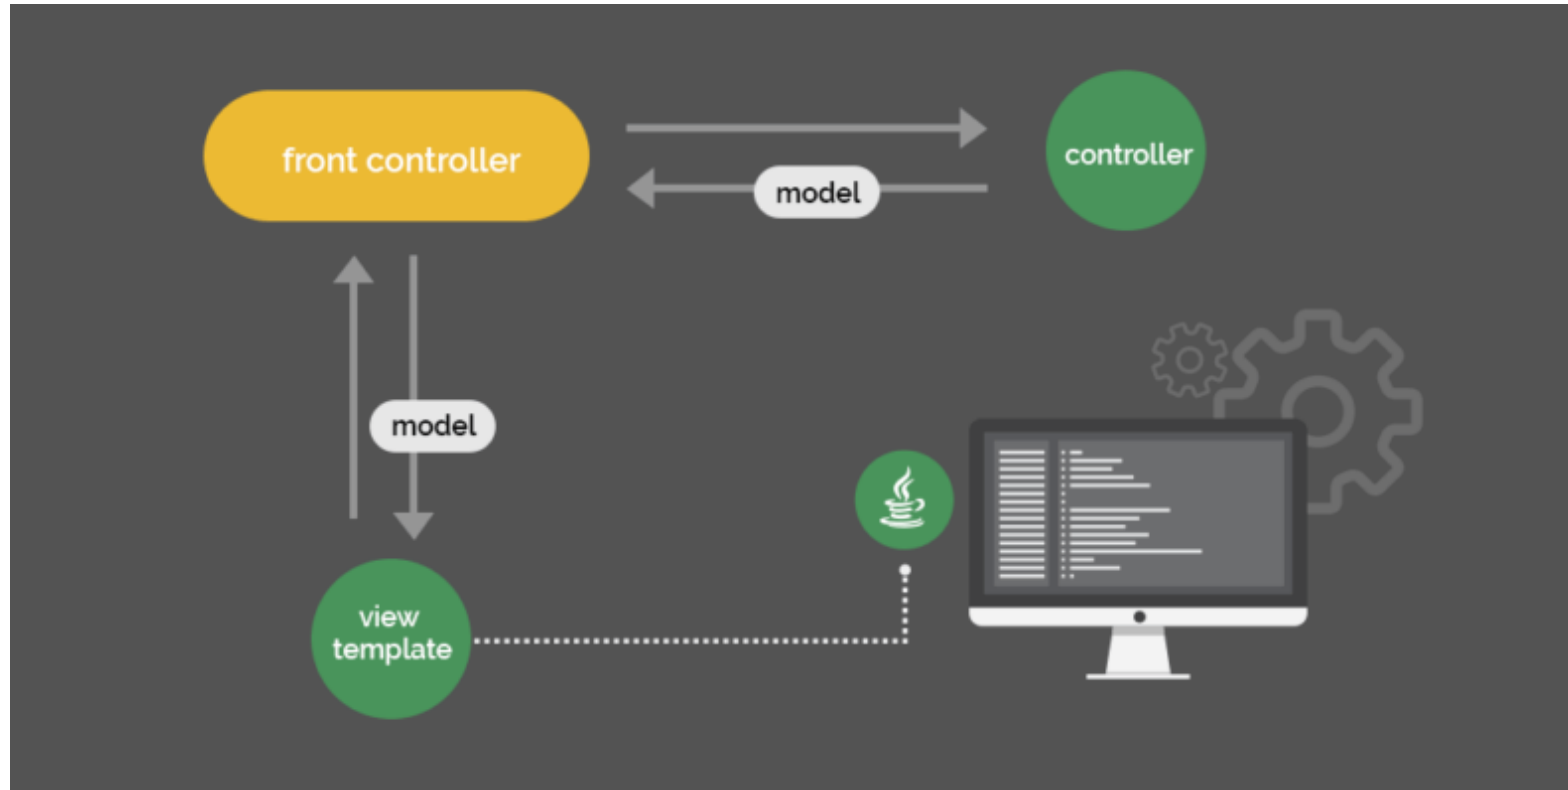 front controller
controller
model
model
view
template